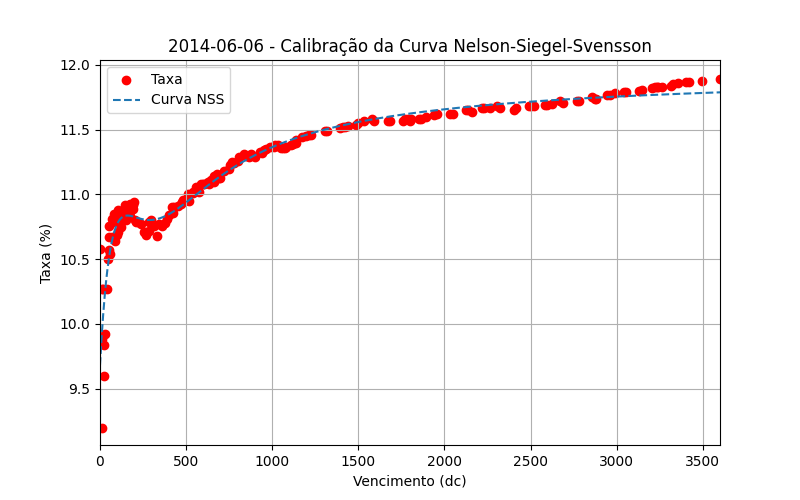 2014-06-06 - Calibração da Curva Nelson-Siegel-Svensson
Taxa
Curva NSS
Taxa (%)
12.0
11.5
11.0
10.5
10.0
9.5
0 500 1000 1500 2000 2500 3000 3500
Vencimento (dc)